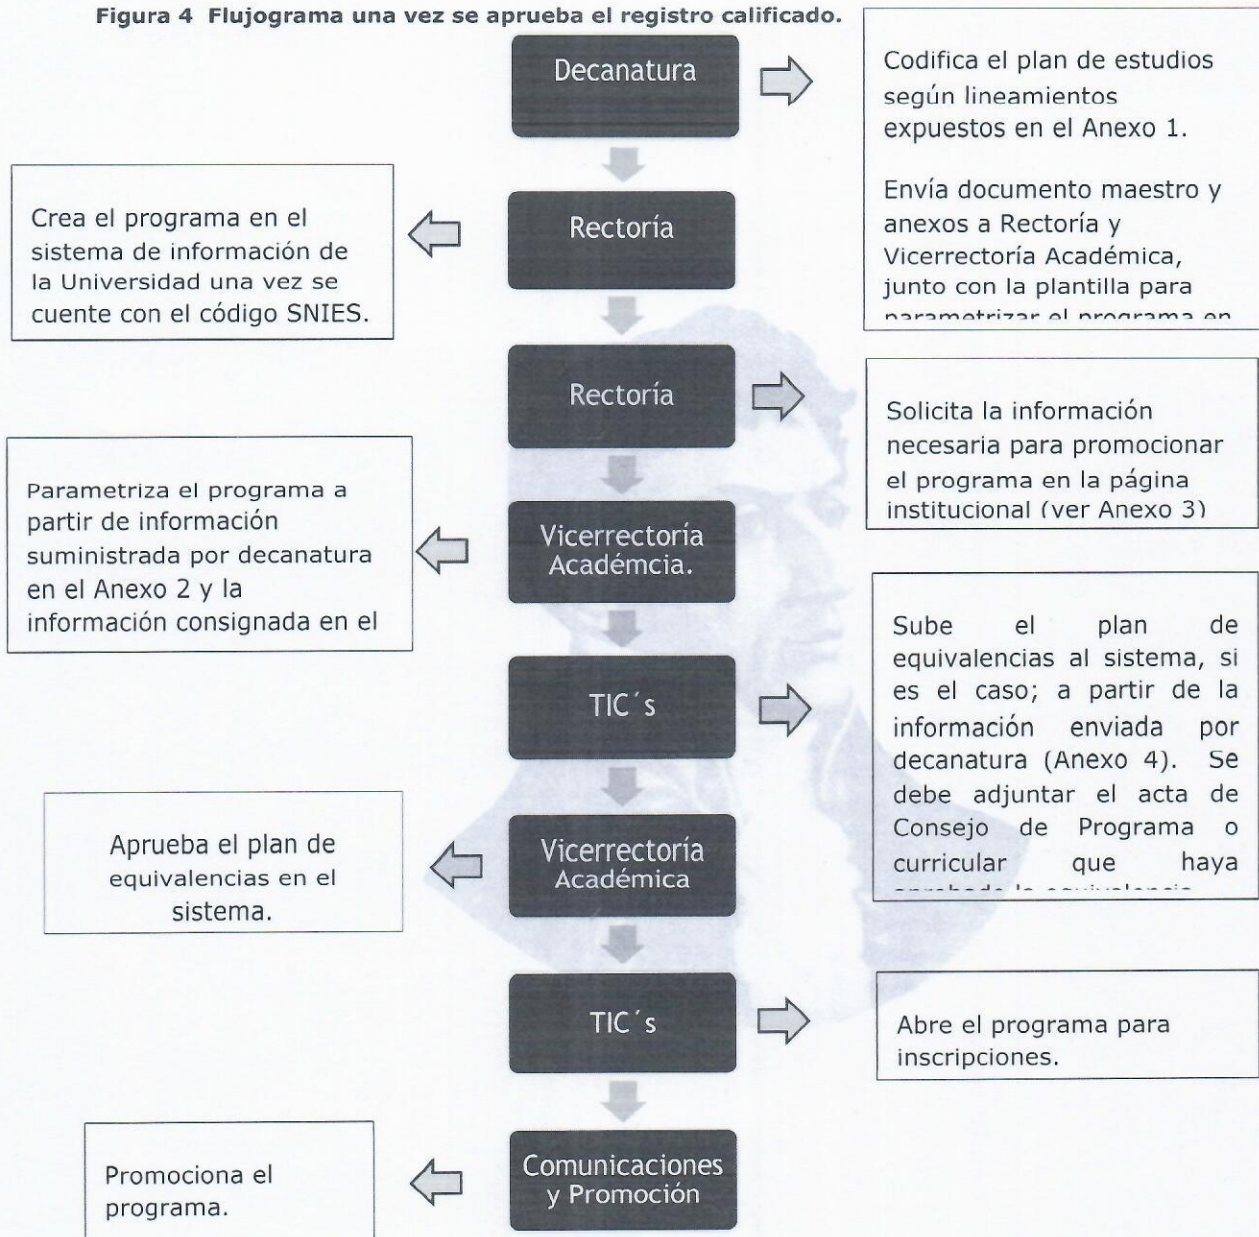 Figura 4 Flujograma una vez se aprueba el registro calificado.
Decanatura
Codifica el plan de estudios
según lineamientos
expuestos en el Anexo 1.
Envía documento maestro y
anexos a Rectoría y
Vicerrectoría Académica,
junto con la plantilla para
parametrizar el programa en
Rectoría
Crea el programa en el
sistema de información de
la Universidad una vez se
cuente con el código SNIES.
Rectoría
Solicita la información
necesaria para promocionar
el programa en la página
institucional (ver Anexo 3)
Vicerrectoría
Académcia.
Parametriza el programa a
partir de información
suministrada por decanatura
en el Anexo 2 y la
información consignada en el
TIC´s
Sube el plan de
equivalencias al sistema, si
es el caso; a partir de la
información enviada por
decanatura (Anexo 4). Se
debe adjuntar el acta de
Consejo de Programa o
curricular que haya
Vicerrectoría
Académica
Aprueba el plan de
equivalencias en el
sistema.
TIC´s
Abre el programa para
inscripciones.
Comunicaciones
y Promoción
Promociona el
programa.